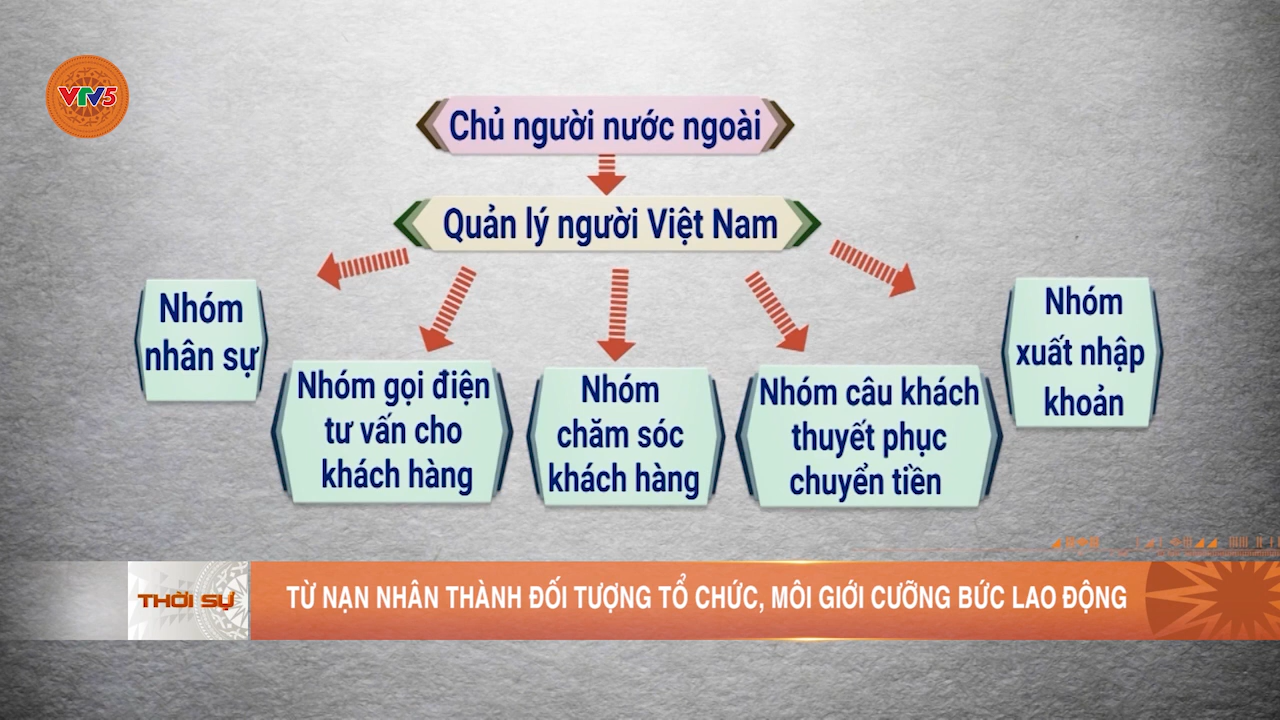 VTV5
Chủ người nước ngoài
Quản lý người Việt Nam
Nhóm
nhân sự
Nhóm gọi điện
tư vấn cho
khách hàng
Nhóm
chăm sóc
khách hàng
Nhóm câu khách
thuyết phục
chuyển tiền
Nhóm
xuất nhập
khoản
THỜI SỰ
TỪ NẠN NHÂN THÀNH ĐỐI TƯỢNG TỔ CHỨC, MÔI GIỚI CƯỠNG BỨC LAO ĐỘNG